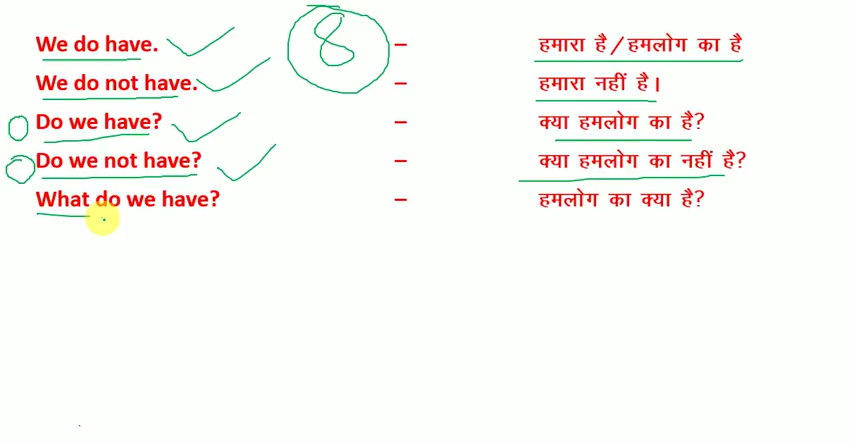 We do have. – हमारा है/हमलोग का है
We do not have. – हमारा नहीं है।
Do we have? – क्या हमलोग का है?
Do we not have? – क्या हमलोग का नहीं है?
What do we have? – हमलोग का क्या है?
8